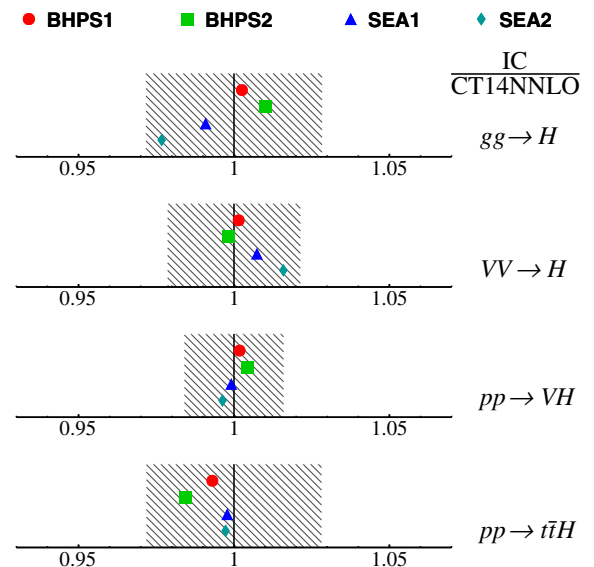 BHPS1 BHPS2 SEA1 SEA2
IC
CT14NNLO
gg → H
0.95 1 1.05
VV → H
0.95 1 1.05
pp → VH
0.95 1 1.05
pp → tt̄H
0.95 1 1.05